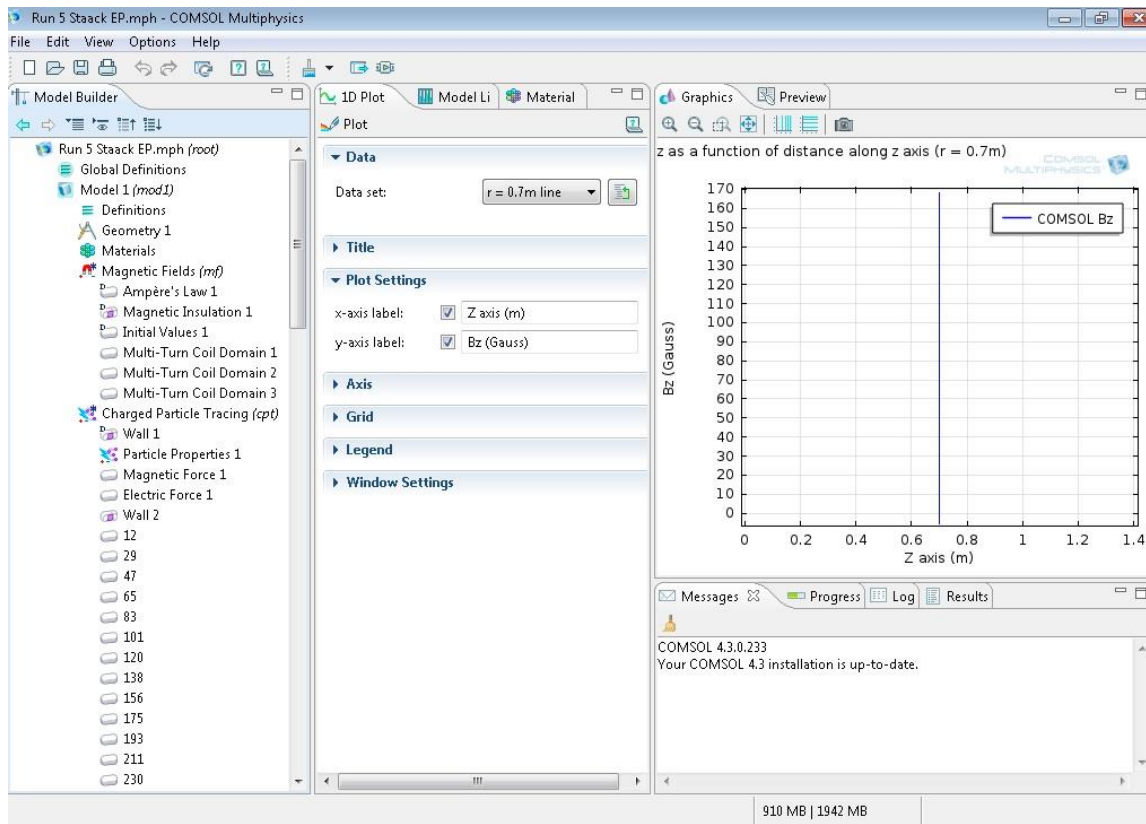 Run 5 Staack EP.mph - COMSOL Multiphysics
File Edit View Options Help
Model Builder
Run 5 Staack EP.mph (root)
Global Definitions
Model 1 (mod1)
Definitions
Geometry 1
Materials
Magnetic Fields (mf)
Ampère's Law 1
Magnetic Insulation 1
Initial Values 1
Multi-Turn Coil Domain 1
Multi-Turn Coil Domain 2
Multi-Turn Coil Domain 3
Charged Particle Tracing (cpt)
Wall 1
Particle Properties 1
Magnetic Force 1
Electric Force 1
Wall 2
12
29
47
65
83
101
120
138
156
175
193
211
230
1D Plot Model Li Material
Plot
Data
Data set: r = 0.7m line
Title
Plot Settings
x-axis label: Z axis (m)
y-axis label: Bz (Gauss)
Axis
Grid
Legend
Window Settings
Graphics Preview
z as a function of distance along z axis (r = 0.7m)
COMSOL
MULTIPHYSICS
COMSOL Bz
170
160
150
140
130
120
110
100
90
80
70
60
50
40
30
20
10
0
Bz (Gauss)
0 0.2 0.4 0.6 0.8 1 1.2 1.4
Z axis (m)
Messages Progress Log Results
COMSOL 4.3.0.233
Your COMSOL 4.3 installation is up-to-date.
910 MB | 1942 MB